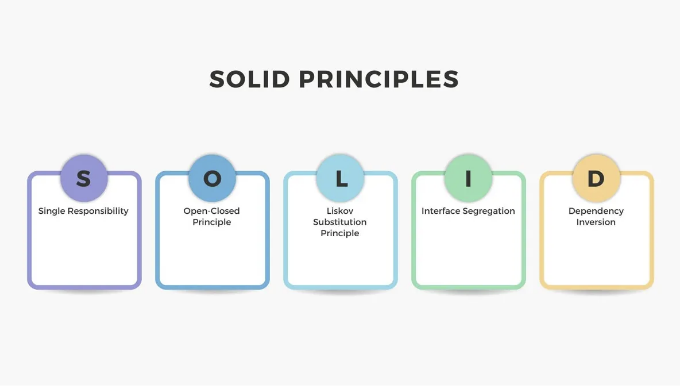 SOLID PRINCIPLES
S
Single Responsibility
O
Open-Closed
Principle
L
Liskov
Substitution
Principle
I
Interface Segregation
D
Dependency
Inversion